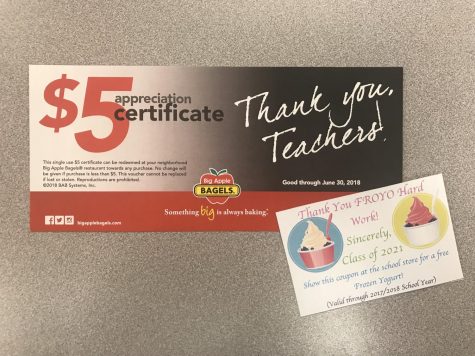 $5 appreciation
certificate
Thank you,
Teachers!
This single use $5 certificate can be redeemed at your neighborhood
Big Apple Bagels® restaurant towards any purchase. No change will be
given if purchase is less than $5. This voucher cannot be replaced
if lost or stolen. Reproductions are prohibited.
©2018 BAB Systems, Inc.
Good through June 30, 2018
Big Apple
BAGELS
Something big is always baking.
bigapplebagels.com
Thank You FROYO Hard
Work!
Sincerely,
Class of 2021
Show this coupon at the school store for a free
Frozen Yogurt!
(Valid through 2017/2018 School Year)